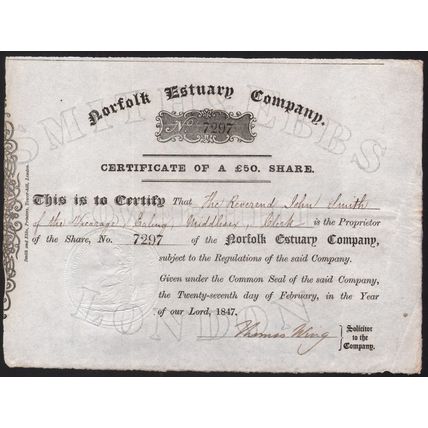 Norfolk Estuary Company.
No. 7297
CERTIFICATE OF A £50. SHARE.
This is to Certify That The Reverend John Smith
of the Vicarage, Ealing, Middlesex, Clerk is the Proprietor
of the Share, No. 7297 of the Norfolk Estuary Company,
subject to the Regulations of the said Company.
Given under the Common Seal of the said Company,
the Twenty-seventh day of February, in the Year
of our Lord, 1847.
Thomas Wing
Solicitor
to the
Company.
SMITH & EBBS
LONDON